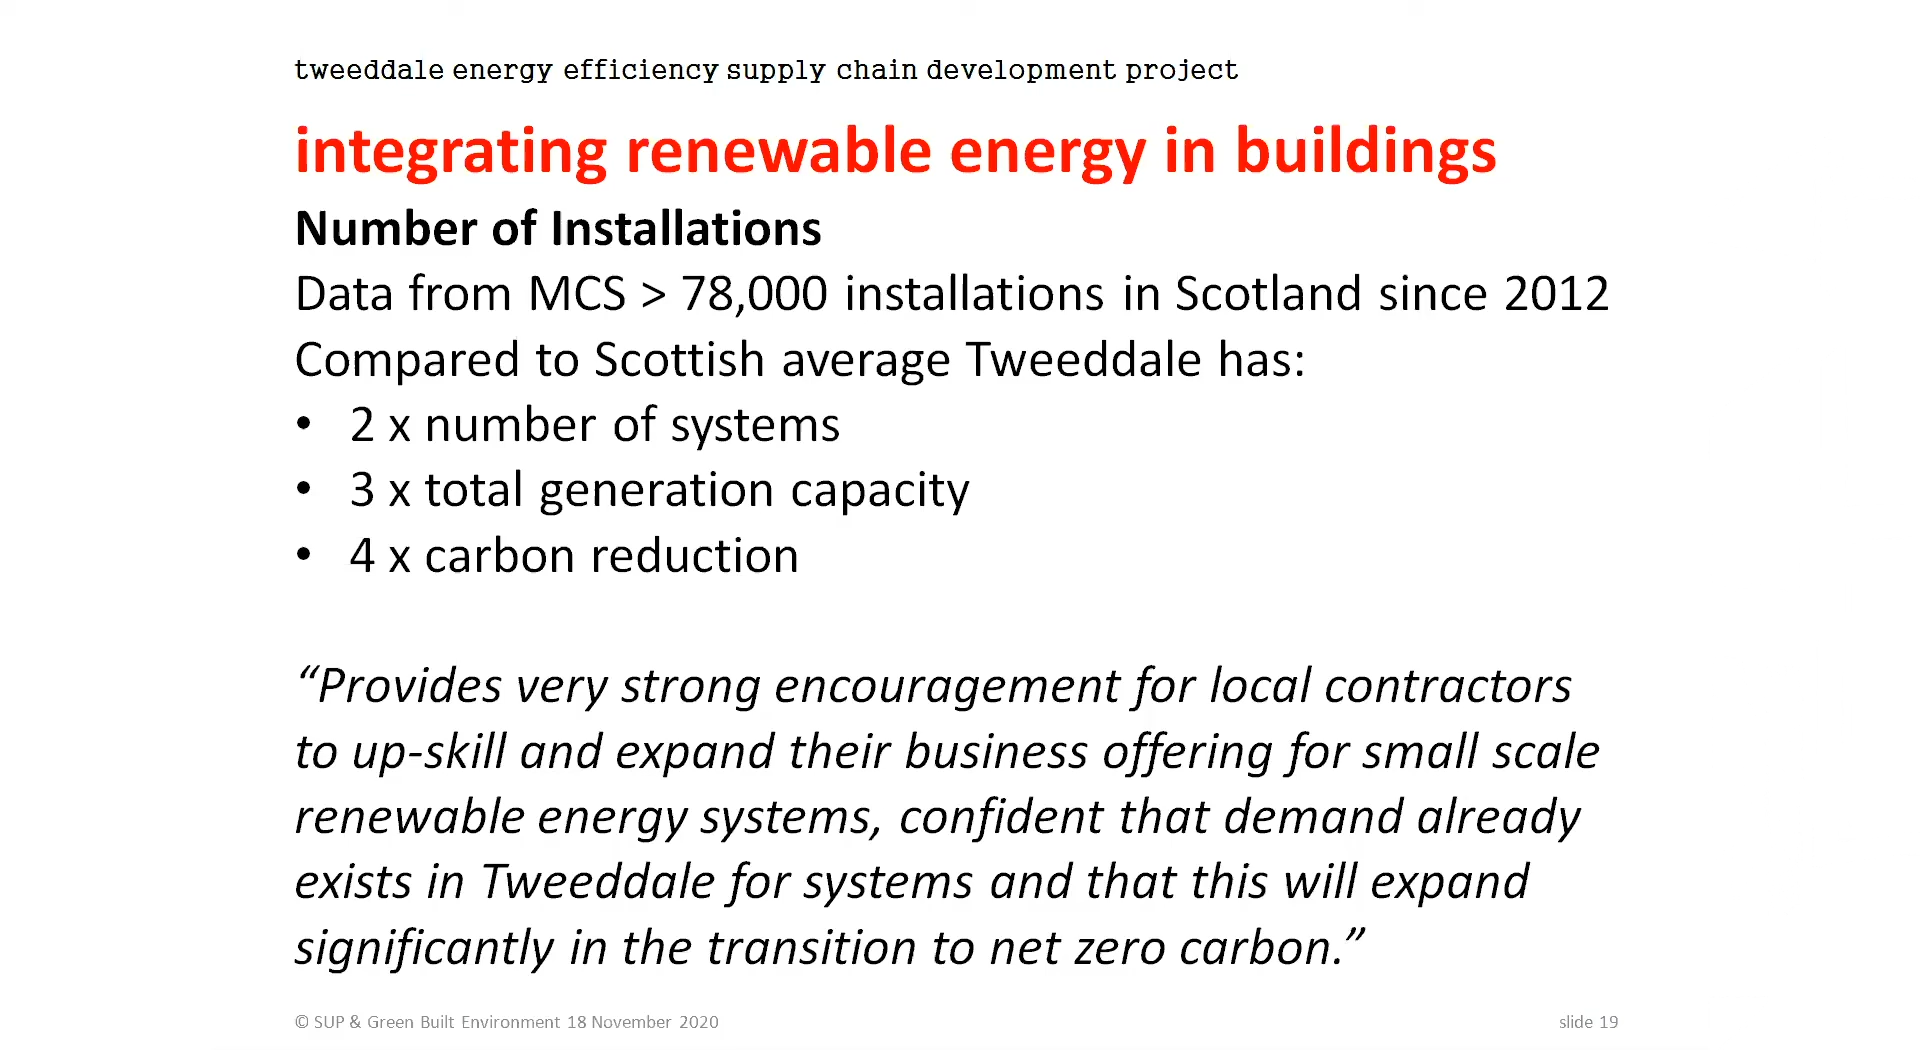 tweeddale energy efficiency supply chain development project
integrating renewable energy in buildings
Number of Installations
Data from MCS > 78,000 installations in Scotland since 2012
Compared to Scottish average Tweeddale has:
• 2 x number of systems
• 3 x total generation capacity
• 4 x carbon reduction
“Provides very strong encouragement for local contractors
to up-skill and expand their business offering for small scale
renewable energy systems, confident that demand already
exists in Tweeddale for systems and that this will expand
significantly in the transition to net zero carbon.”
© SUP & Green Built Environment 18 November 2020
slide 19